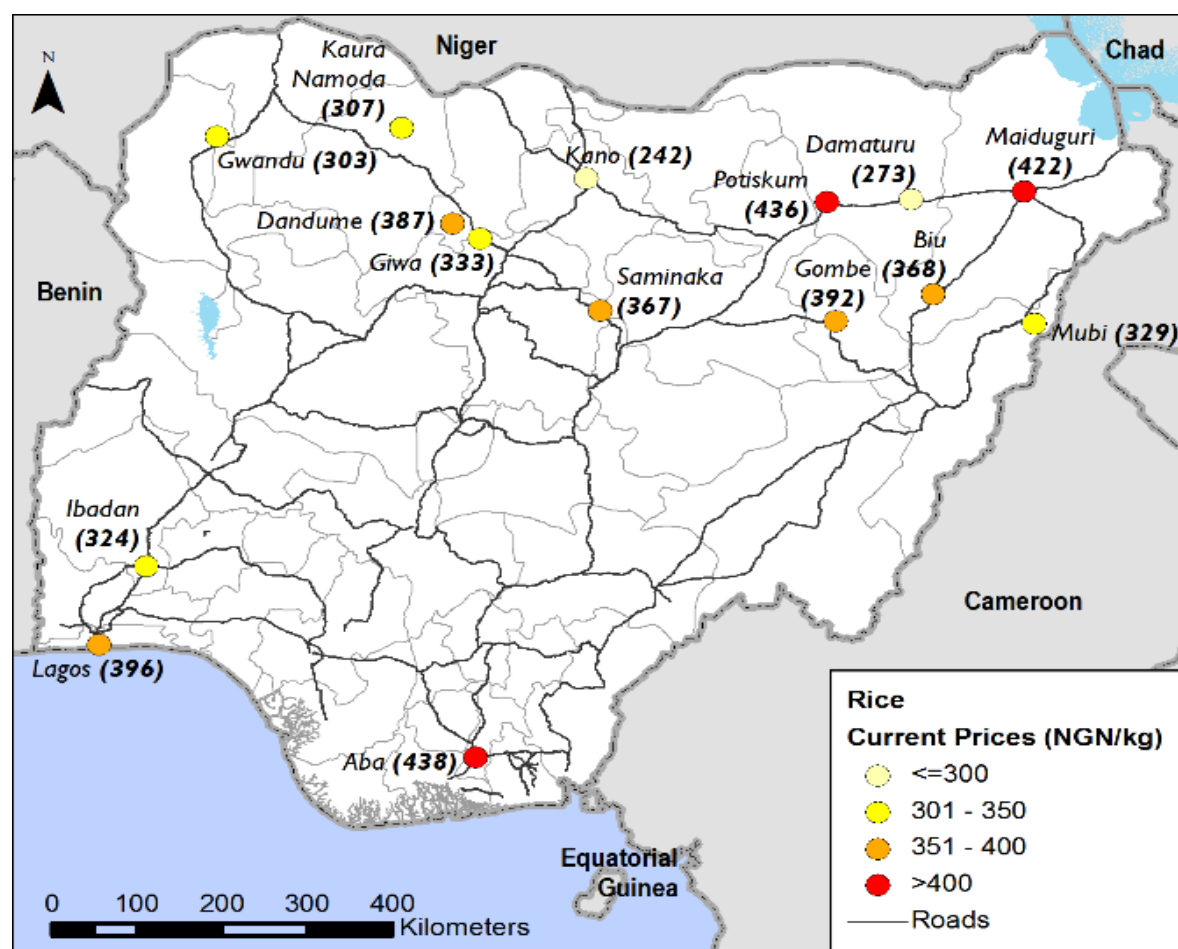 N
Niger
Chad
Benin
Cameroon
Equatorial
Guinea
Kaura
Namoda
(307)
Gwandu (303)
Kano (242)
Damaturu
(273)
Maiduguri
(422)
Potiskum
(436)
Dandume (387)
Giwa (333)
Saminaka
(367)
Gombe
(392)
Biu
(368)
Mubi (329)
Ibadan
(324)
Lagos (396)
Aba (438)
Rice
Current Prices (NGN/kg)
<=300
301 - 350
351 - 400
>400
Roads
0 100 200 300 400
Kilometers